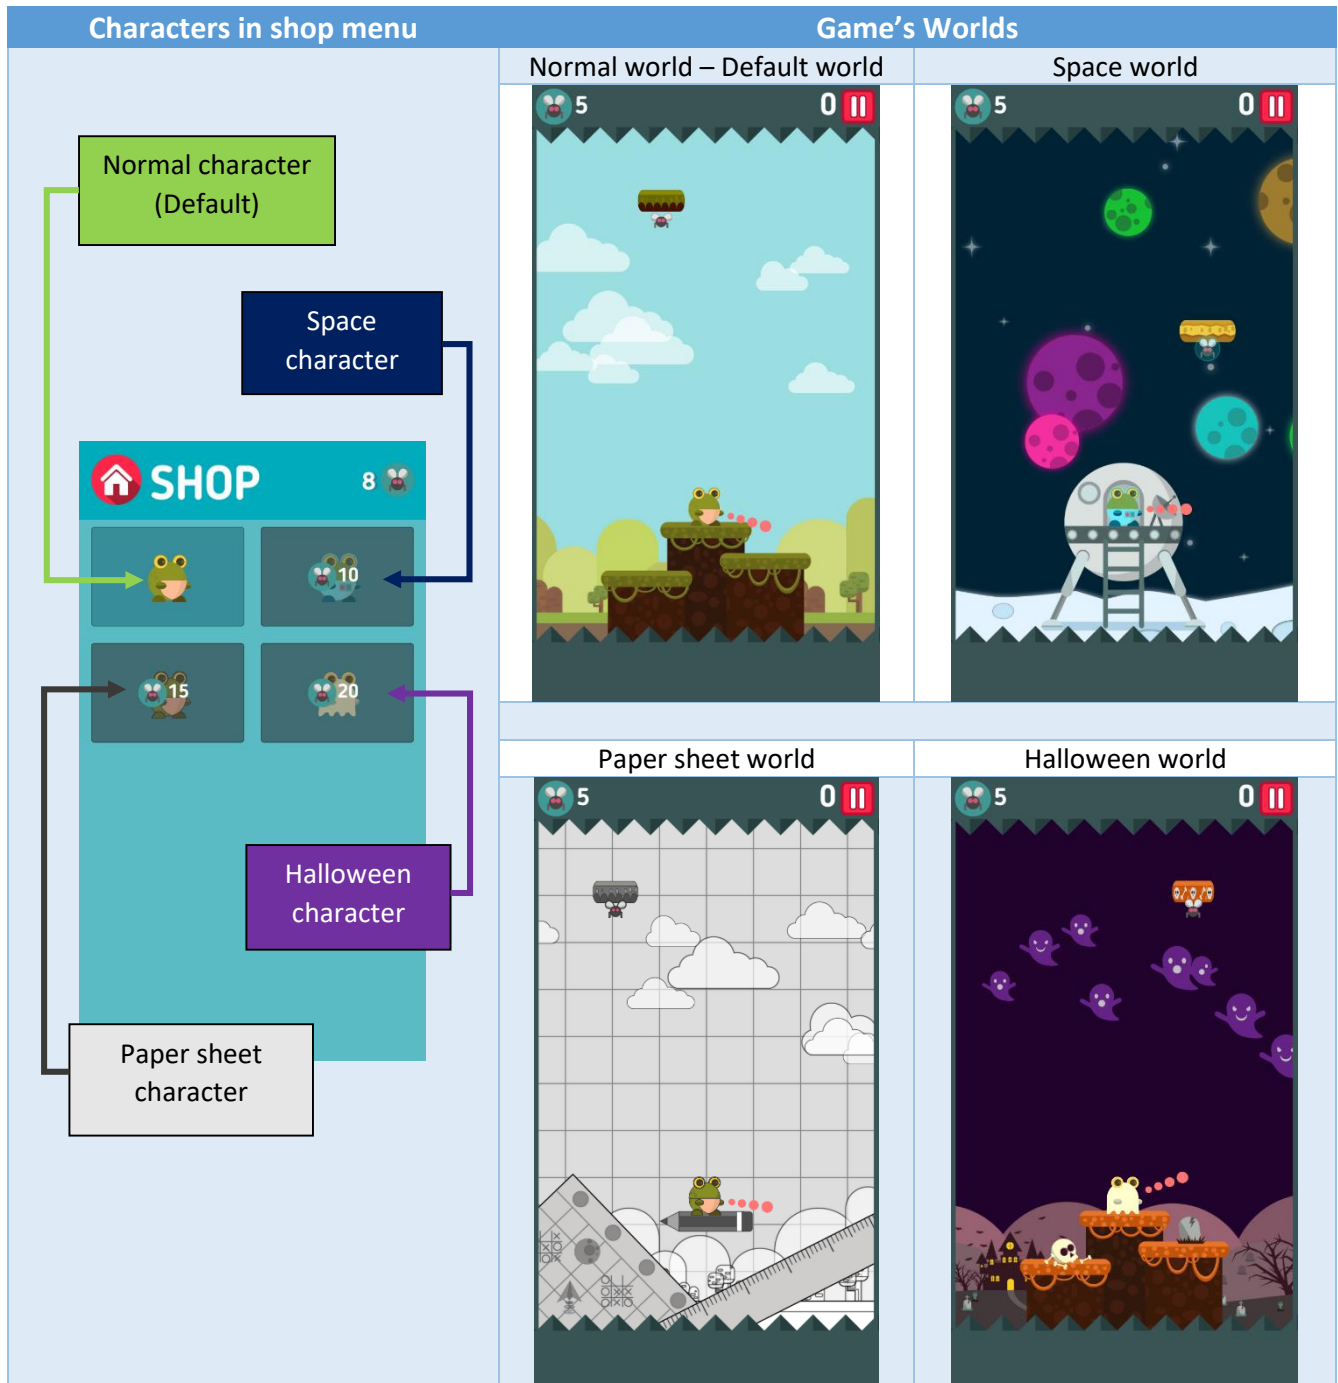 Characters in shop menu
Game’s Worlds
Normal world – Default world
Space world
5
0
5
0
Normal character
(Default)
Space
character
SHOP
8
10
15
20
Halloween
character
Paper sheet
character
Paper sheet world
Halloween world
5
0
5
0